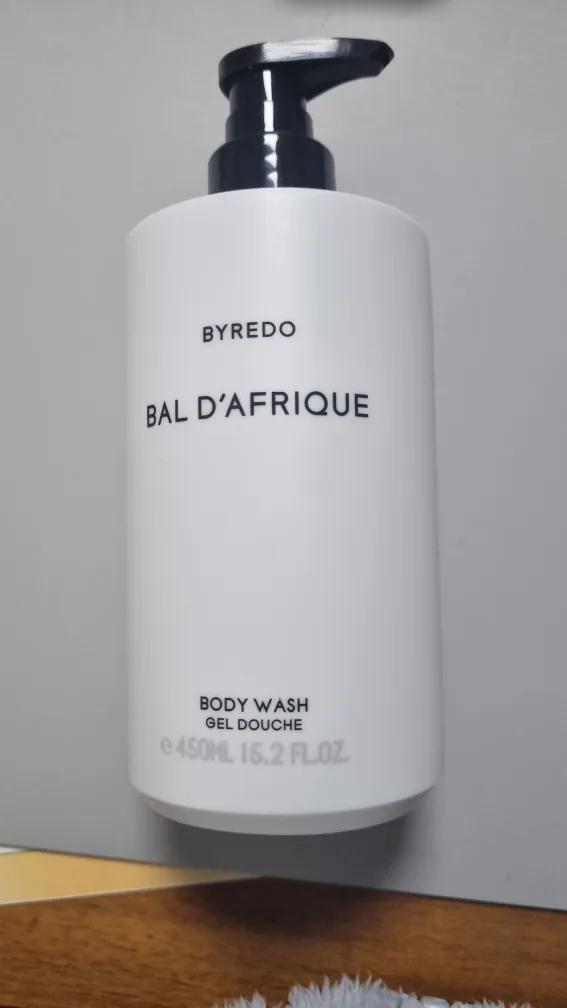 BYREDO
BAL D'AFRIQUE
BODY WASH
GEL DOUCHE
e 450ML 15.2 FL.OZ.